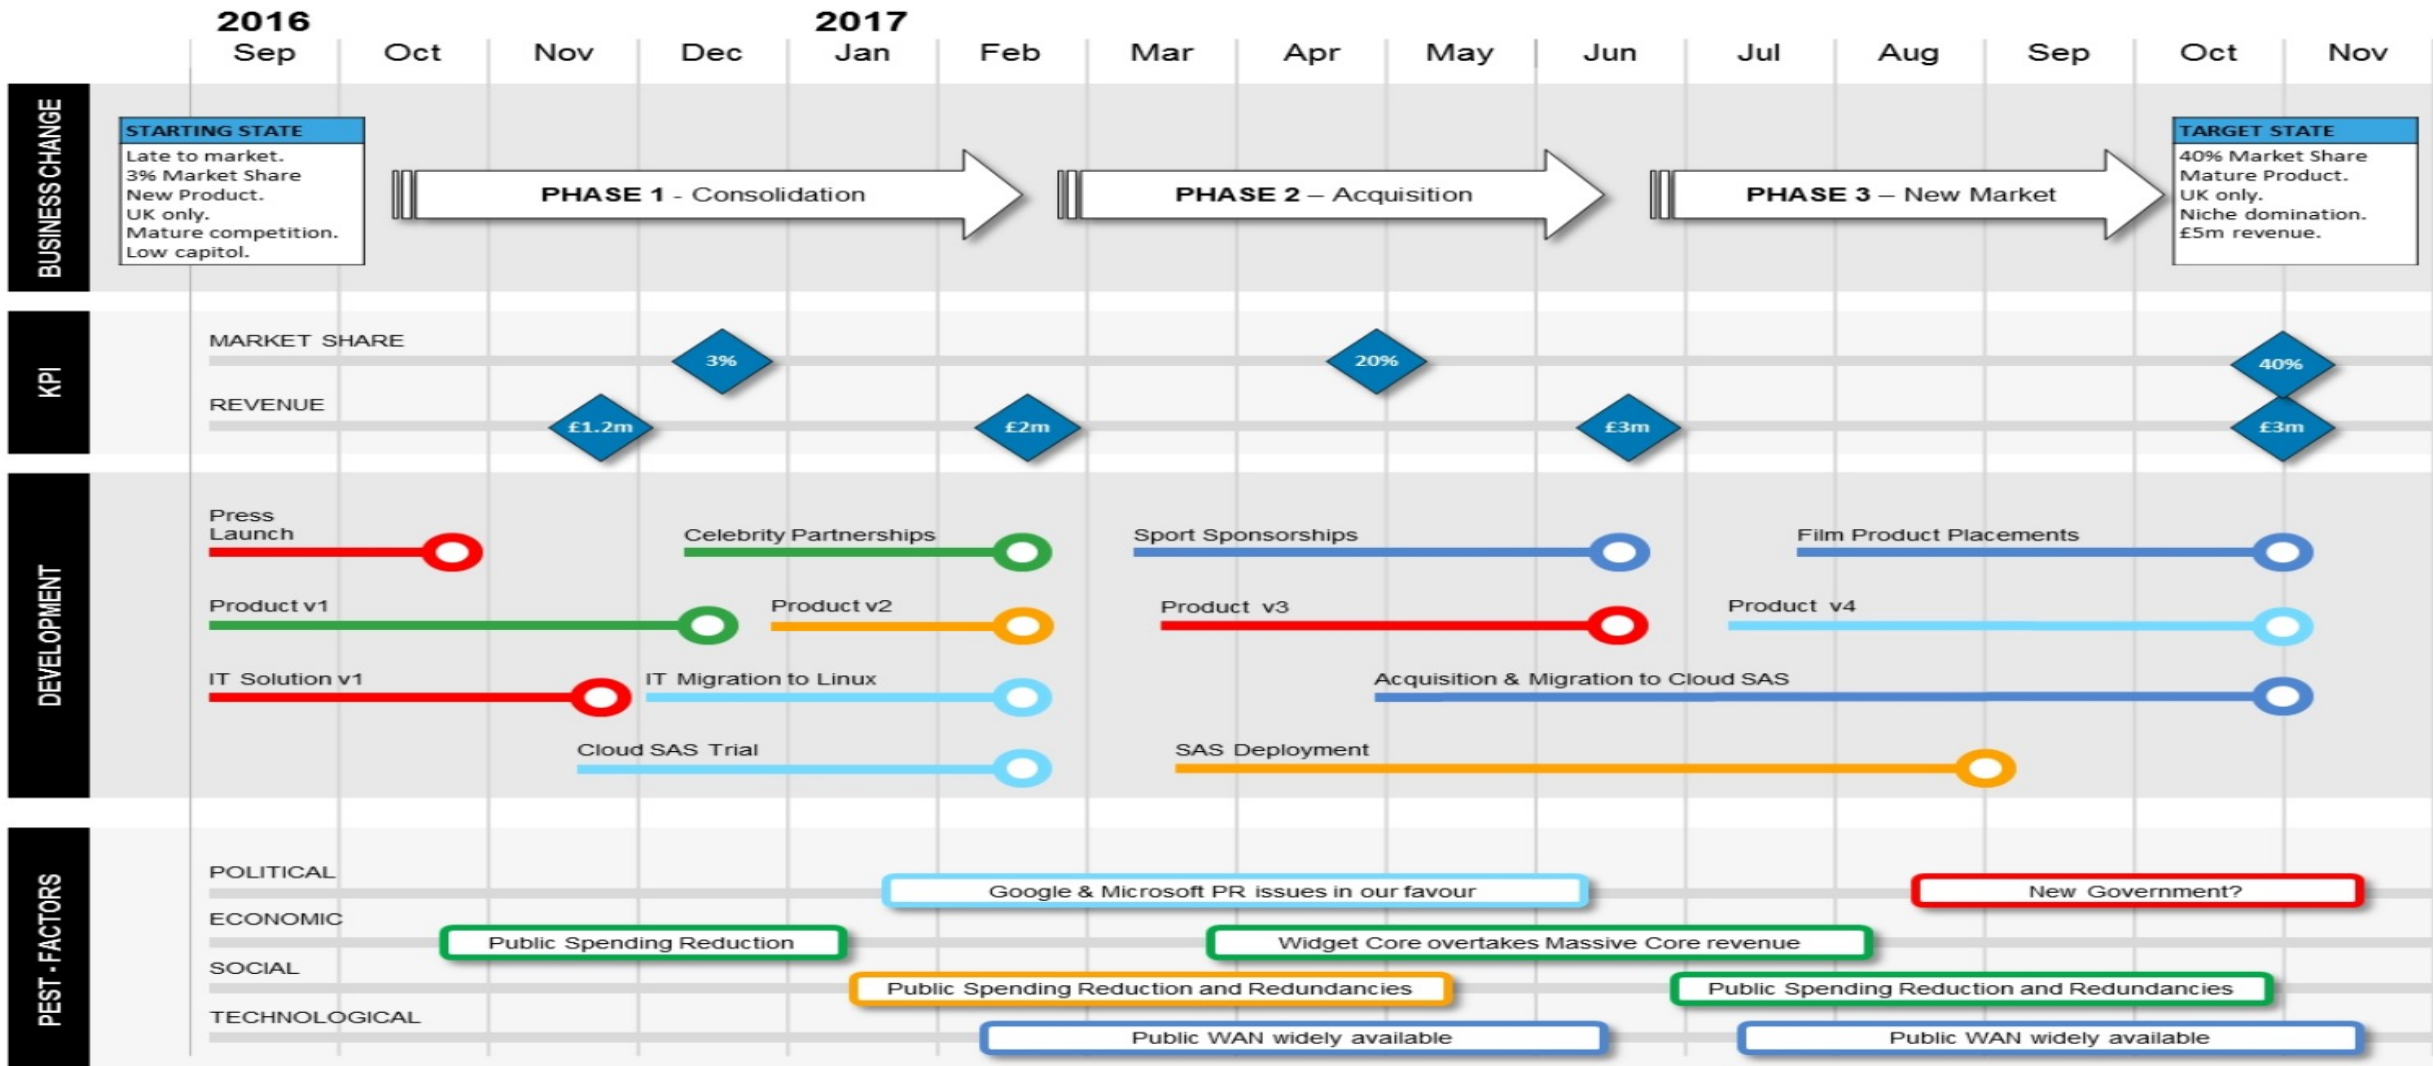 2016
2017
Sep Oct Nov Dec Jan Feb Mar Apr May Jun Jul Aug Sep Oct Nov
BUSINESS CHANGE
STARTING STATE
Late to market.
3% Market Share
New Product.
UK only.
Mature competition.
Low capitol.
PHASE 1 - Consolidation
PHASE 2 – Acquisition
PHASE 3 – New Market
TARGET STATE
40% Market Share
Mature Product.
UK only.
Niche domination.
£5m revenue.
KPI
MARKET SHARE
3%
20%
40%
REVENUE
£1.2m
£2m
£3m
£3m
DEVELOPMENT
Press
Launch
Celebrity Partnerships
Sport Sponsorships
Film Product Placements
Product v1
Product v2
Product v3
Product v4
IT Solution v1
IT Migration to Linux
Acquisition & Migration to Cloud SAS
Cloud SAS Trial
SAS Deployment
PEST - FACTORS
POLITICAL
Google & Microsoft PR issues in our favour
New Government?
ECONOMIC
Public Spending Reduction
Widget Core overtakes Massive Core revenue
SOCIAL
Public Spending Reduction and Redundancies
Public Spending Reduction and Redundancies
TECHNOLOGICAL
Public WAN widely available
Public WAN widely available